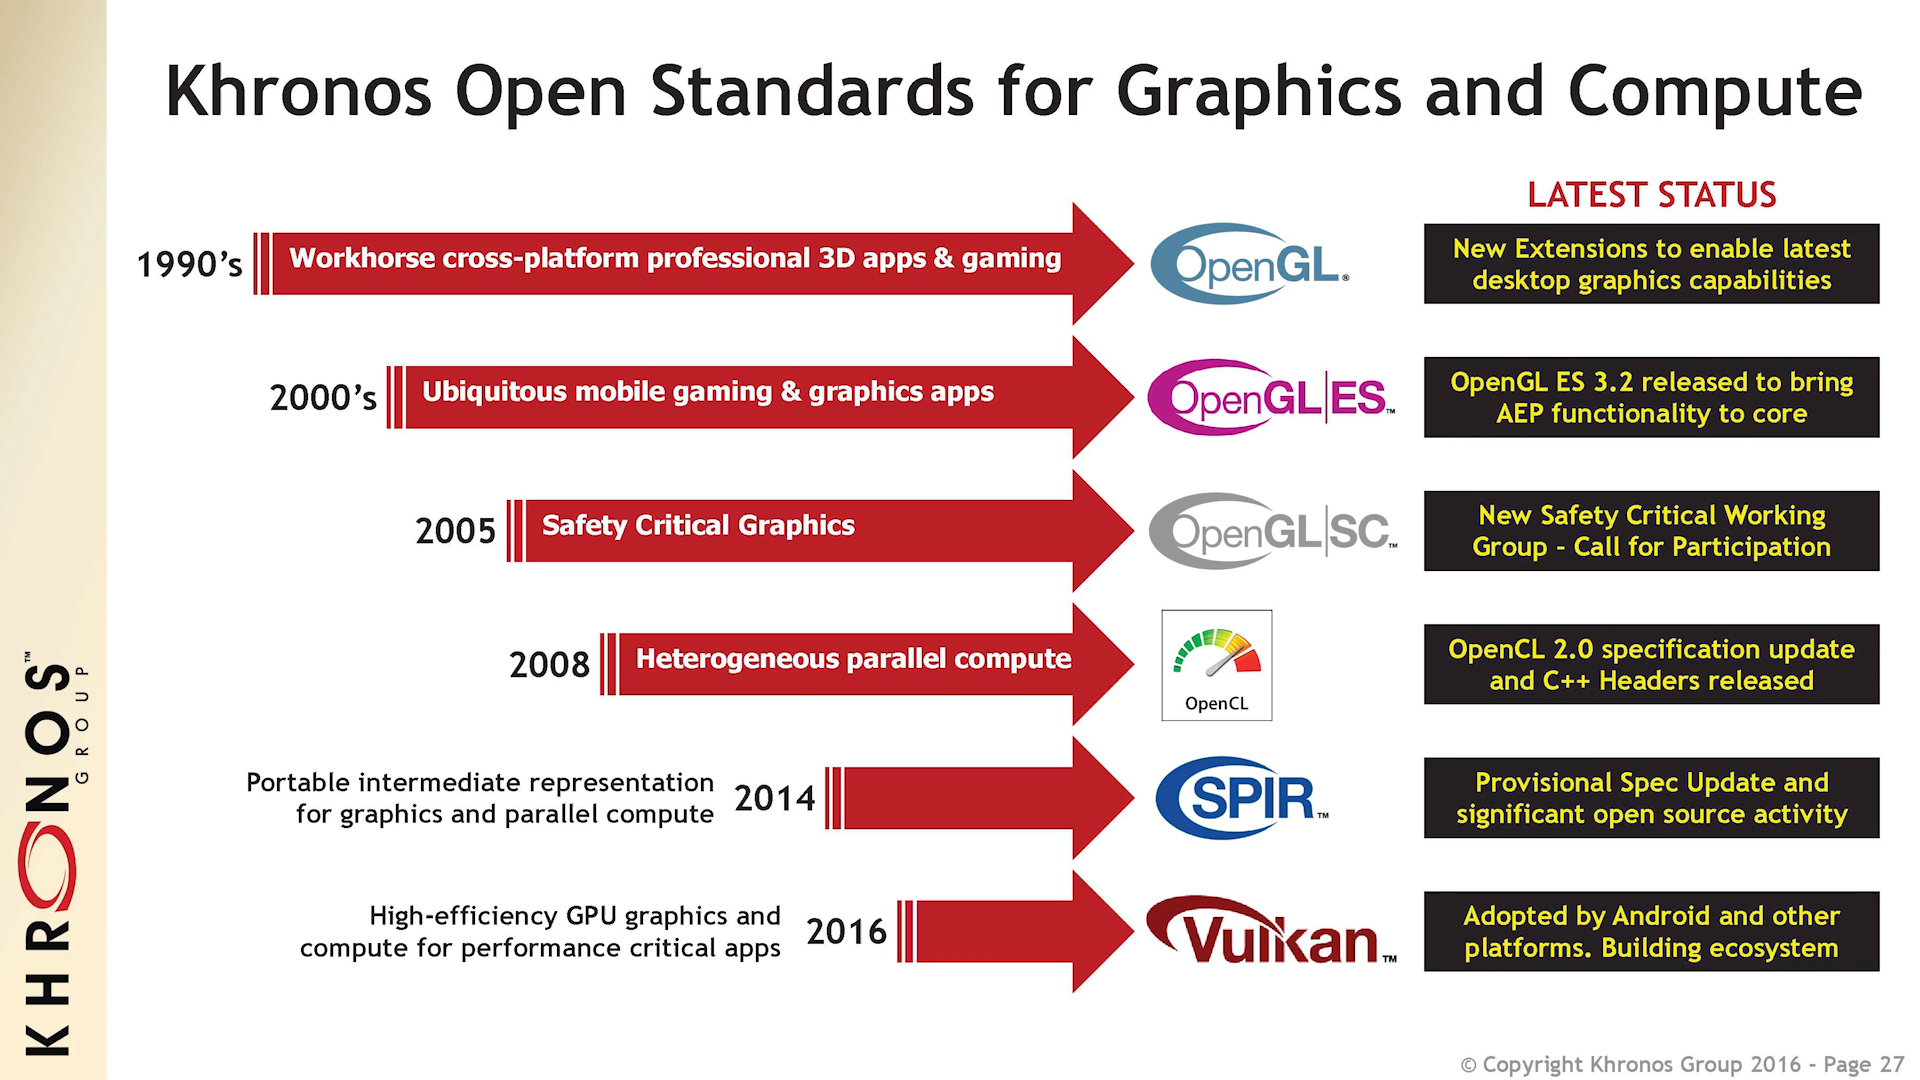 Khronos Open Standards for Graphics and Compute
LATEST STATUS
1990's
Workhorse cross-platform professional 3D apps & gaming
OpenGL®
New Extensions to enable latest
desktop graphics capabilities
2000's
Ubiquitous mobile gaming & graphics apps
OpenGL|ES™
OpenGL ES 3.2 released to bring
AEP functionality to core
2005
Safety Critical Graphics
OpenGL|SC™
New Safety Critical Working
Group - Call for Participation
2008
Heterogeneous parallel compute
OpenCL
OpenCL 2.0 specification update
and C++ Headers released
Portable intermediate representation
for graphics and parallel compute
2014
SPIR™
Provisional Spec Update and
significant open source activity
High-efficiency GPU graphics and
compute for performance critical apps
2016
Vulkan™
Adopted by Android and other
platforms. Building ecosystem
KHRONOS™
GROUP
© Copyright Khronos Group 2016 - Page 27